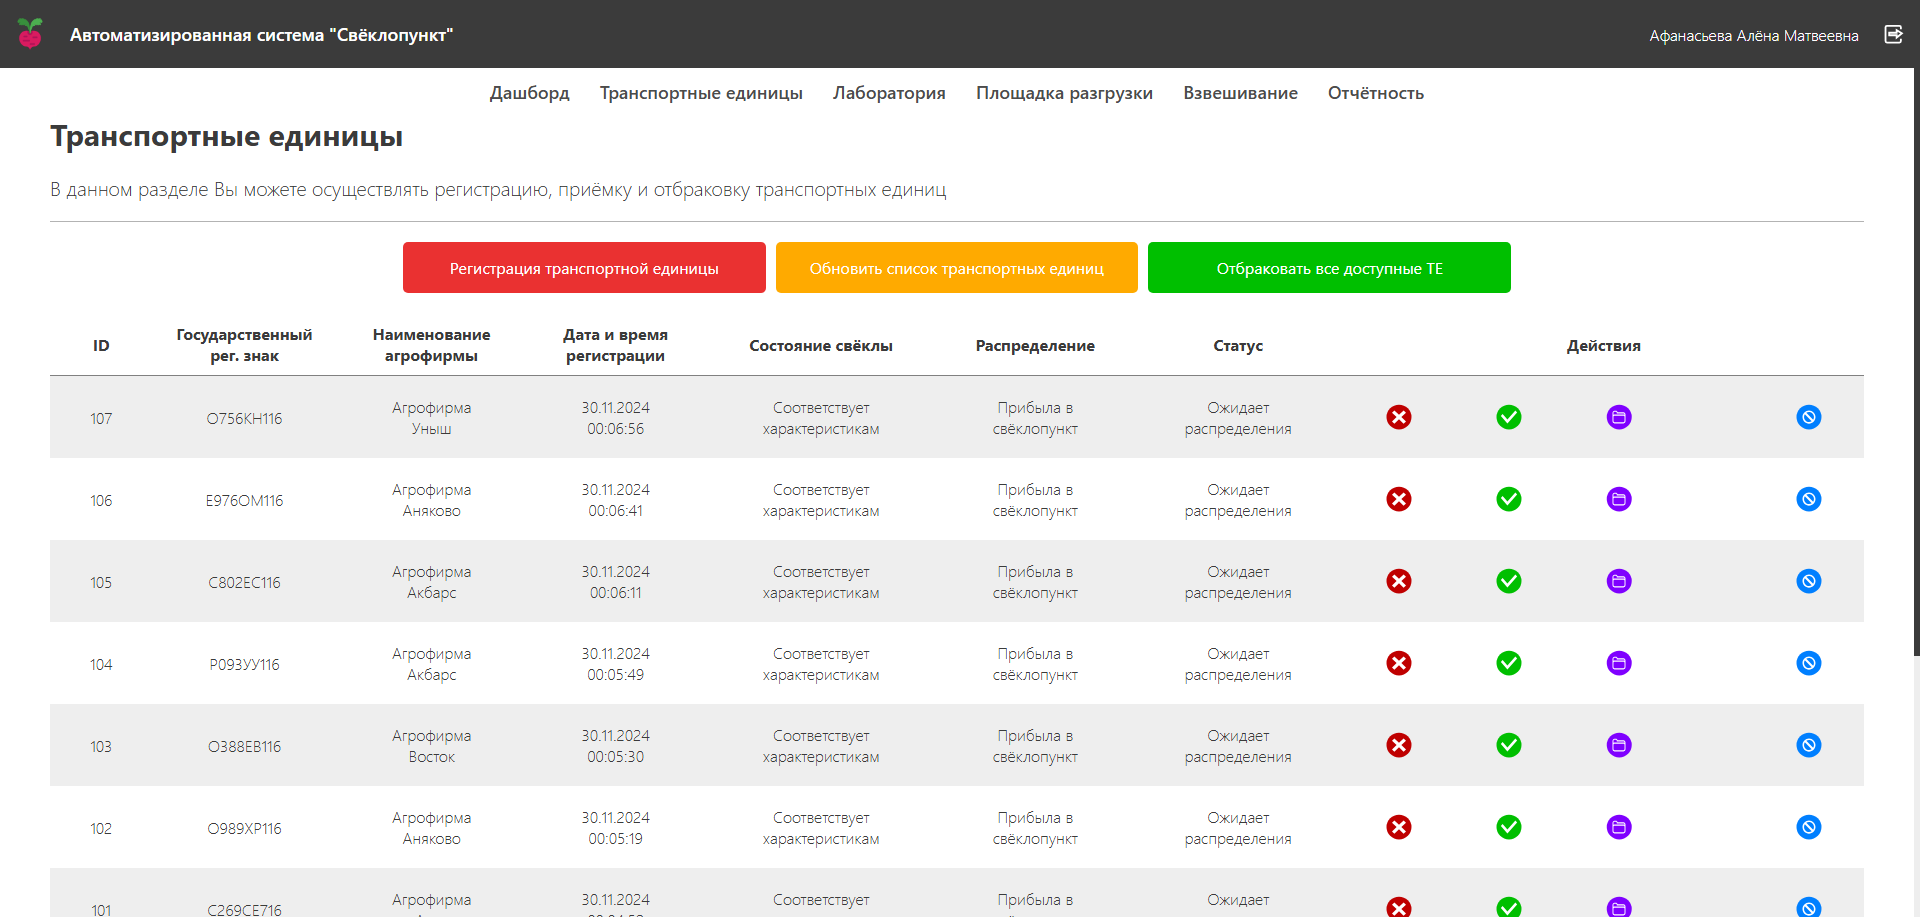 Автоматизированная система "Свёклопункт"
Афанасьева Алёна Матвеевна
Дашборд Транспортные единицы Лаборатория Площадка разгрузки Взвешивание Отчётность
Транспортные единицы
В данном разделе Вы можете осуществлять регистрацию, приёмку и отбраковку транспортных единиц
Регистрация транспортной единицы
Обновить список транспортных единиц
Отбраковать все доступные ТЕ
ID
Государственный
рег. знак
Наименование
агрофирмы
Дата и время
регистрации
Состояние свёклы
Распределение
Статус
Действия
107
О756КН116
Агрофирма
Уныш
30.11.2024
00:06:56
Соответствует
характеристикам
Прибыла в
свёклопункт
Ожидает
распределения
106
Е976ОМ116
Агрофирма
Аняково
30.11.2024
00:06:41
Соответствует
характеристикам
Прибыла в
свёклопункт
Ожидает
распределения
105
С802ЕС116
Агрофирма
Акбарс
30.11.2024
00:06:11
Соответствует
характеристикам
Прибыла в
свёклопункт
Ожидает
распределения
104
Р093УУ116
Агрофирма
Акбарс
30.11.2024
00:05:49
Соответствует
характеристикам
Прибыла в
свёклопункт
Ожидает
распределения
103
О388ЕВ116
Агрофирма
Восток
30.11.2024
00:05:30
Соответствует
характеристикам
Прибыла в
свёклопункт
Ожидает
распределения
102
О989ХР116
Агрофирма
Аняково
30.11.2024
00:05:19
Соответствует
характеристикам
Прибыла в
свёклопункт
Ожидает
распределения
101
С269СЕ716
Агрофирма
30.11.2024
Соответствует
Прибыла в
Ожидает